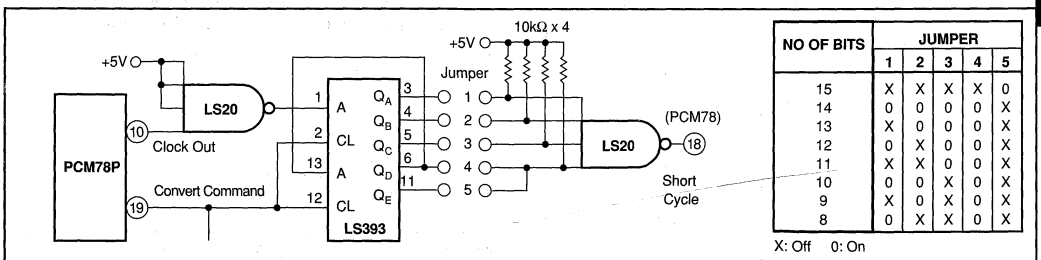 10kΩ x 4
+5V
+5V
Jumper
LS20
10
Clock Out
PCM78P
Convert Command
19
1 A QA 3
2 CL QB 4
QC 5
13 A QD 6
12 CL QE 11
LS393
1
2
3
4
5
LS20
(PCM78)
18
Short
Cycle
NO OF BITS JUMPER
1 2 3 4 5
15 X X X X 0
14 0 0 0 0 X
13 X 0 0 0 X
12 0 X 0 0 X
11 X X 0 0 X
10 0 0 X 0 X
9 X 0 X 0 X
8 0 X X 0 X
X: Off 0: On